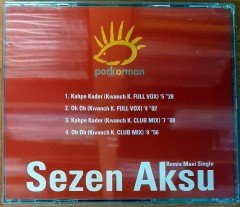 parkorman
1. Kahpe Kader (Kıvanch K. FULL VOX) '5 "28
2. Oh Oh (Kıvanch K. FULL VOX) '4 "02
3. Kahpe Kader (Kıvanch K. CLUB MIX) '7 "08
4. Oh Oh (Kıvanch K. CLUB MIX) '8 "56
Remix Maxi Single
Sezen Aksu